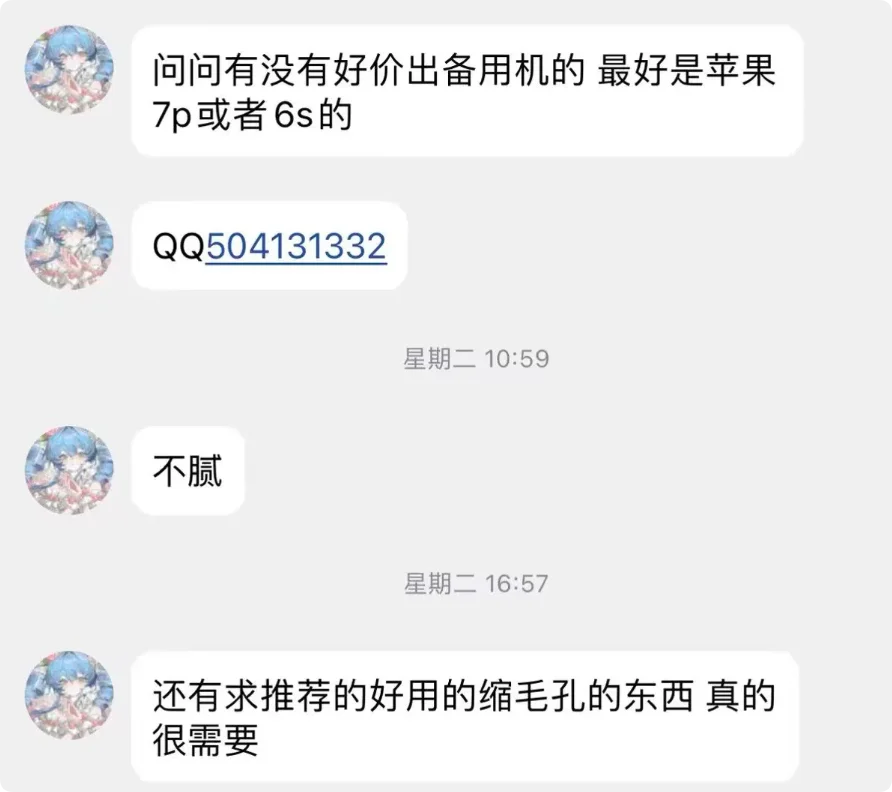 问问有没有好价出备用机的 最好是苹果
7p或者6s的
QQ504131332
星期二 10:59
不腻
星期二 16:57
还有求推荐的好用的缩毛孔的东西 真的
很需要